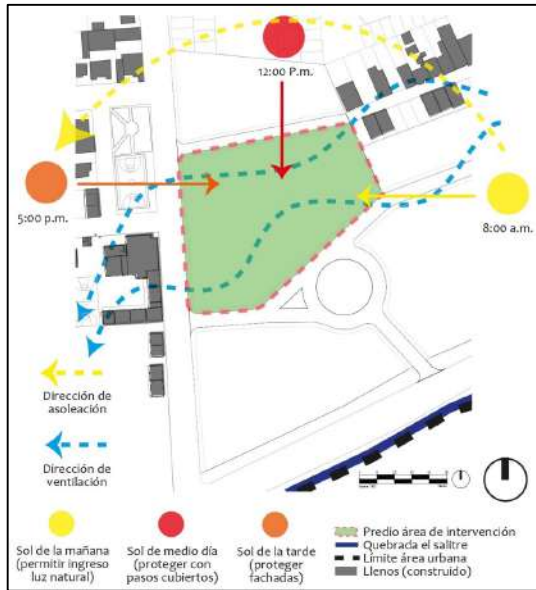 12:00 P.m.
5:00 p.m.
8:00 a.m.
Dirección de
asoleación
Dirección de
ventilación
Sol de la mañana
(permitir ingreso
luz natural)
Sol de medio día
(proteger con
pasos cubiertos)
Sol de la tarde
(proteger
fachadas)
Predio área de intervención
Quebrada el salitre
Límite área urbana
Llenos (construido)